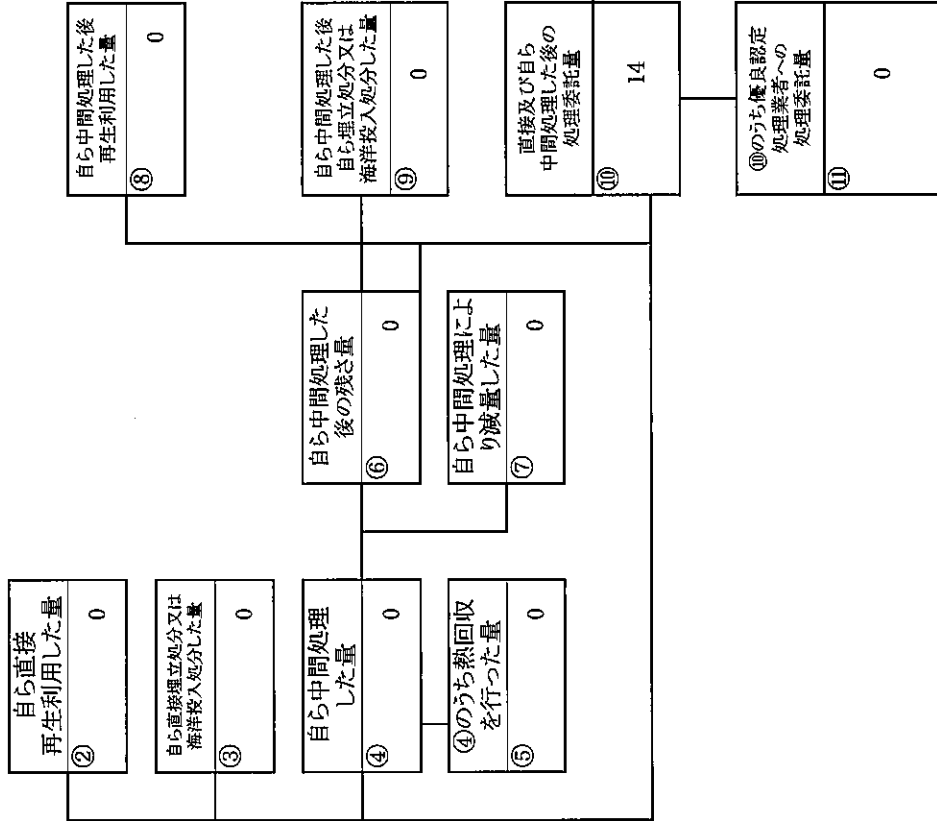 自ら直接
再生利用した量
② 0
自ら直接埋立処分又は
海洋投入処分した量
③ 0
自ら中間処理
した量
④ 0
④のうち熱回収
を行った量
⑤ 0
自ら中間処理した
後の残さ量
⑥ 0
自ら中間処理によ
り減量した量
⑦ 0
自ら中間処理した後
再生利用した量
⑧ 0
自ら中間処理した後
自ら埋立処分又は
海洋投入処分した量
⑨ 0
直接及び自ら
中間処理した後の
処理委託量
⑩ 14
⑩のうち優良認定
処理業者への
処理委託量
⑪ 0